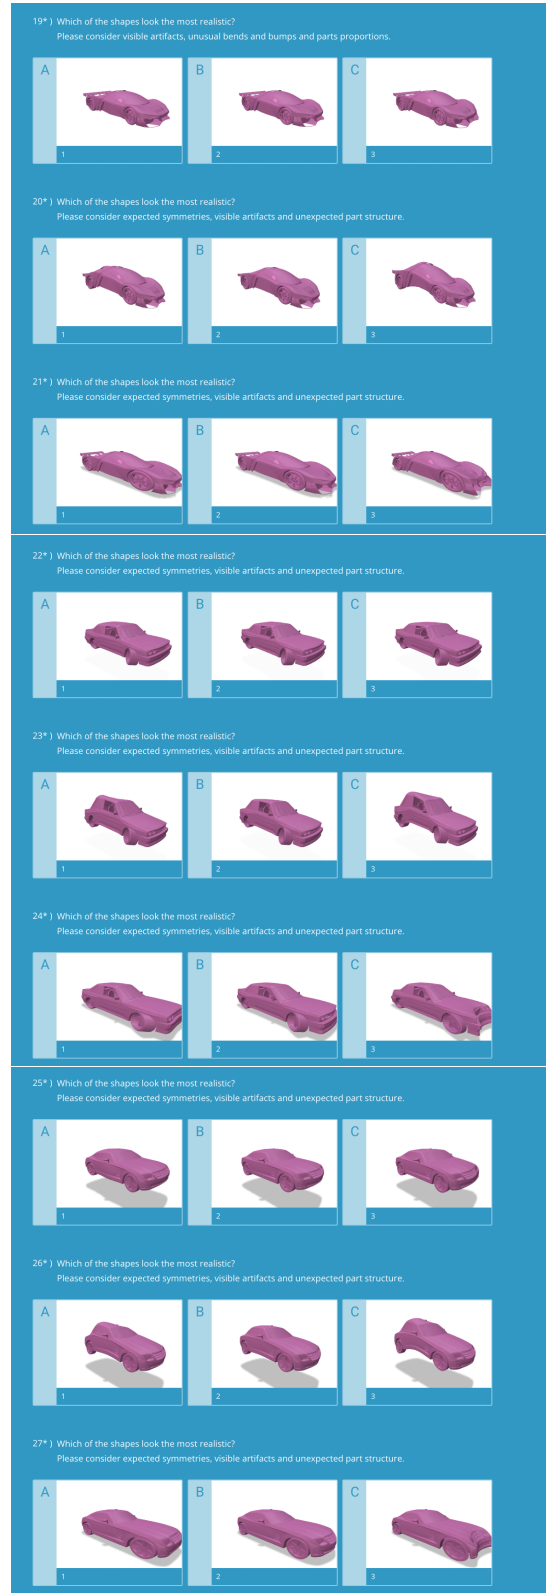 19* ) Which of the shapes look the most realistic?
Please consider visible artifacts, unusual bends and bumps and parts proportions.
A B C
1 2 3
20* ) Which of the shapes look the most realistic?
Please consider expected symmetries, visible artifacts and unexpected part structure.
A B C
1 2 3
21* ) Which of the shapes look the most realistic?
Please consider expected symmetries, visible artifacts and unexpected part structure.
A B C
1 2 3
22* ) Which of the shapes look the most realistic?
Please consider expected symmetries, visible artifacts and unexpected part structure.
A B C
1 2 3
23* ) Which of the shapes look the most realistic?
Please consider expected symmetries, visible artifacts and unexpected part structure.
A B C
1 2 3
24* ) Which of the shapes look the most realistic?
Please consider expected symmetries, visible artifacts and unexpected part structure.
A B C
1 2 3
25* ) Which of the shapes look the most realistic?
Please consider expected symmetries, visible artifacts and unexpected part structure.
A B C
1 2 3
26* ) Which of the shapes look the most realistic?
Please consider expected symmetries, visible artifacts and unexpected part structure.
A B C
1 2 3
27* ) Which of the shapes look the most realistic?
Please consider expected symmetries, visible artifacts and unexpected part structure.
A B C
1 2 3